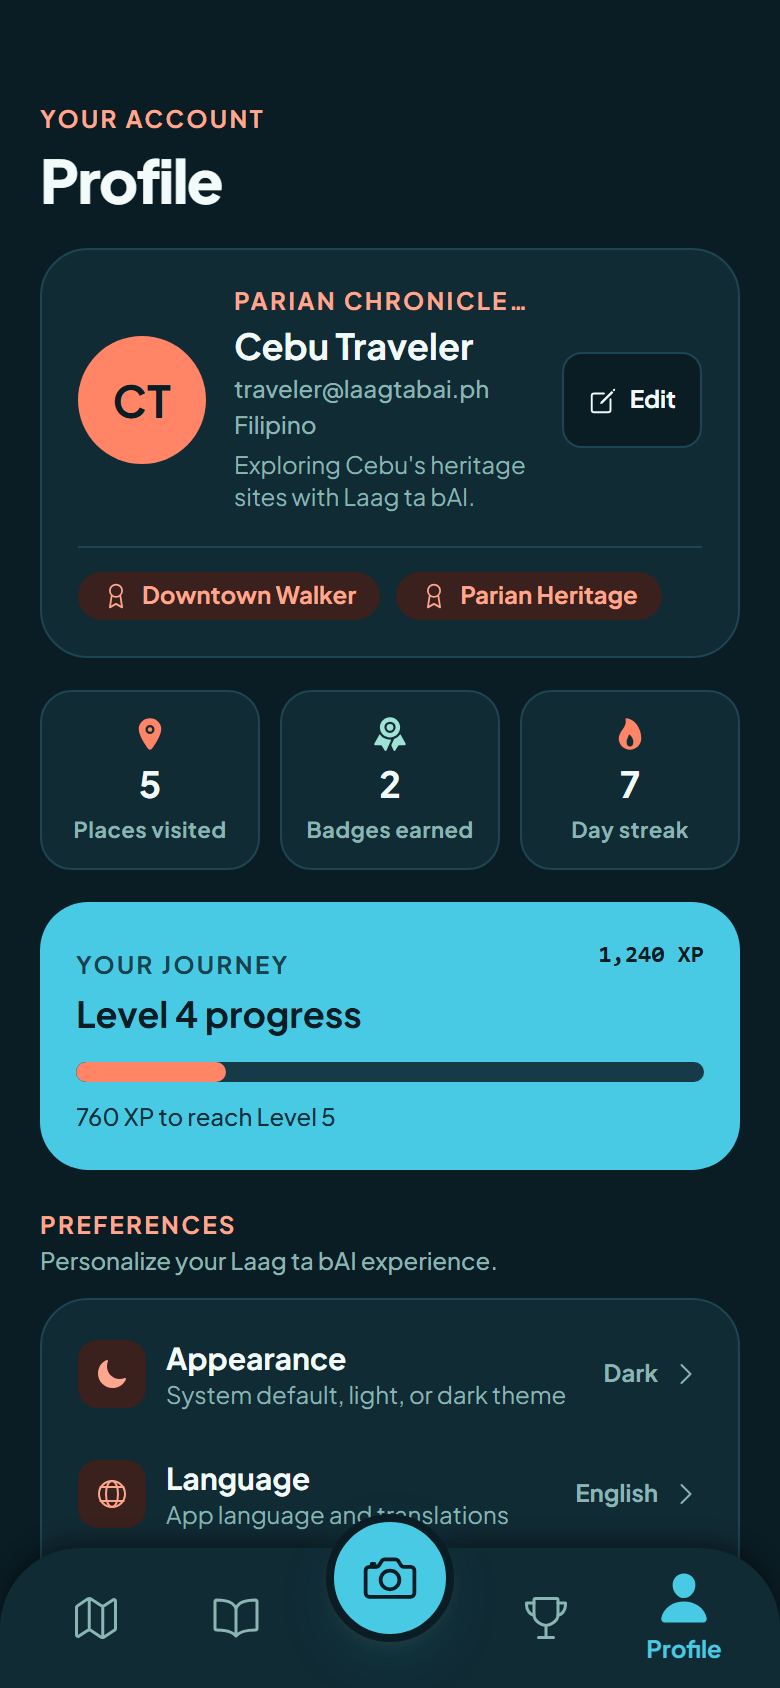 YOUR ACCOUNT
Profile
PARIAN CHRONICLE…
Cebu Traveler
traveler@laagtabai.ph
Filipino
Exploring Cebu's heritage
sites with Laag ta bAI.
CT
Edit
Downtown Walker
Parian Heritage
5
Places visited
2
Badges earned
7
Day streak
YOUR JOURNEY
1,240 XP
Level 4 progress
760 XP to reach Level 5
PREFERENCES
Personalize your Laag ta bAI experience.
Appearance
System default, light, or dark theme
Dark
Language
App language and translations
English
Profile